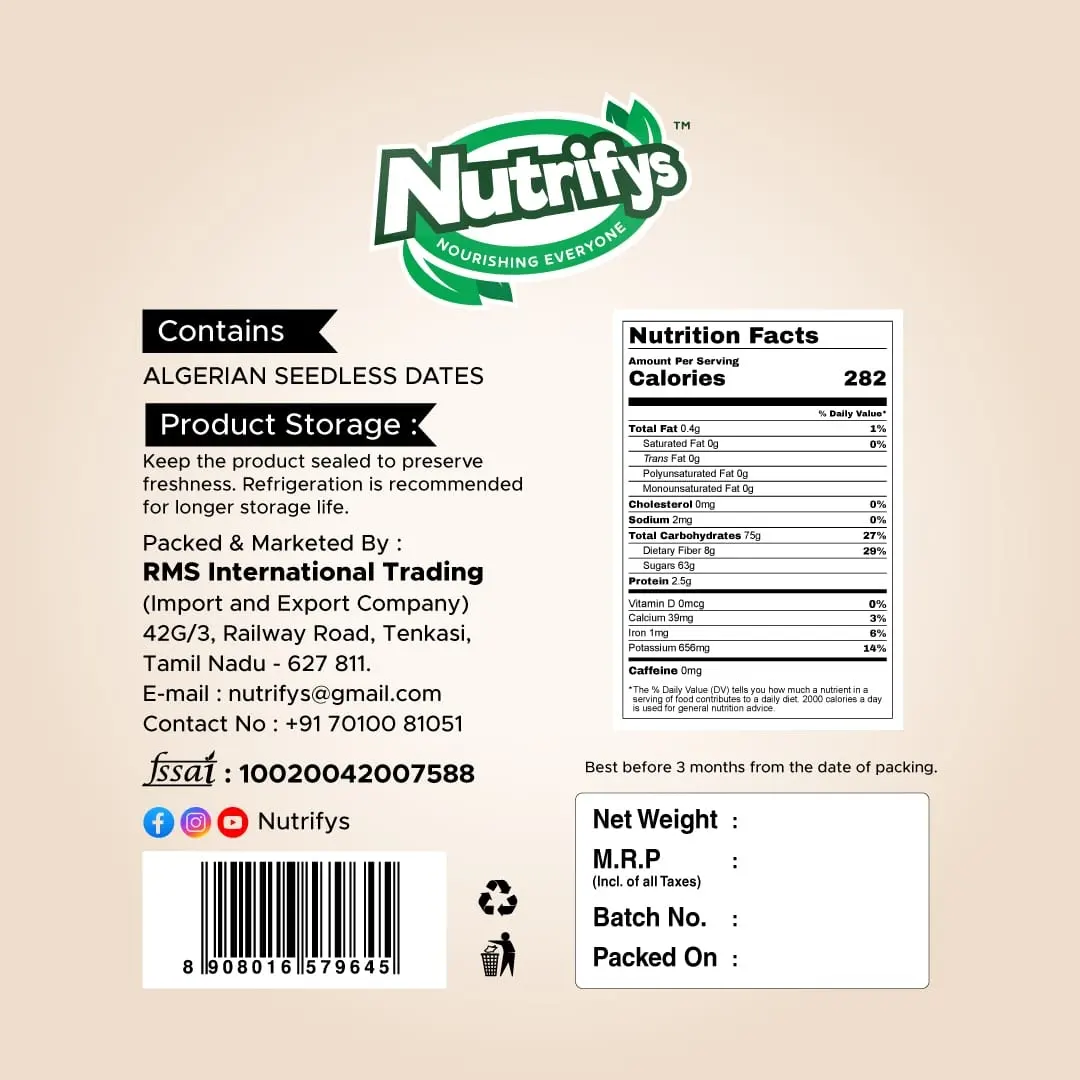 Nutrifys TM
NOURISHING EVERYONE
Contains
ALGERIAN SEEDLESS DATES
Product Storage :
Keep the product sealed to preserve
freshness. Refrigeration is recommended
for longer storage life.
Packed & Marketed By :
RMS International Trading
(Import and Export Company)
42G/3, Railway Road, Tenkasi,
Tamil Nadu - 627 811.
E-mail : nutrifys@gmail.com
Contact No : +91 70100 81051
fssai : 10020042007588
Nutrifys
8 908016 579645
Nutrition Facts
Amount Per Serving
Calories 282
% Daily Value*
Total Fat 0.4g 1%
Saturated Fat 0g 0%
Trans Fat 0g
Polyunsaturated Fat 0g
Monounsaturated Fat 0g
Cholesterol 0mg 0%
Sodium 2mg 0%
Total Carbohydrates 75g 27%
Dietary Fiber 8g 29%
Sugars 63g
Protein 2.5g
Vitamin D 0mcg 0%
Calcium 39mg 3%
Iron 1mg 6%
Potassium 656mg 14%
Caffeine 0mg
*The % Daily Value (DV) tells you how much a nutrient in a
serving of food contributes to a daily diet. 2000 calories a day
is used for general nutrition advice.
Best before 3 months from the date of packing.
Net Weight :
M.R.P :
(Incl. of all Taxes)
Batch No. :
Packed On :